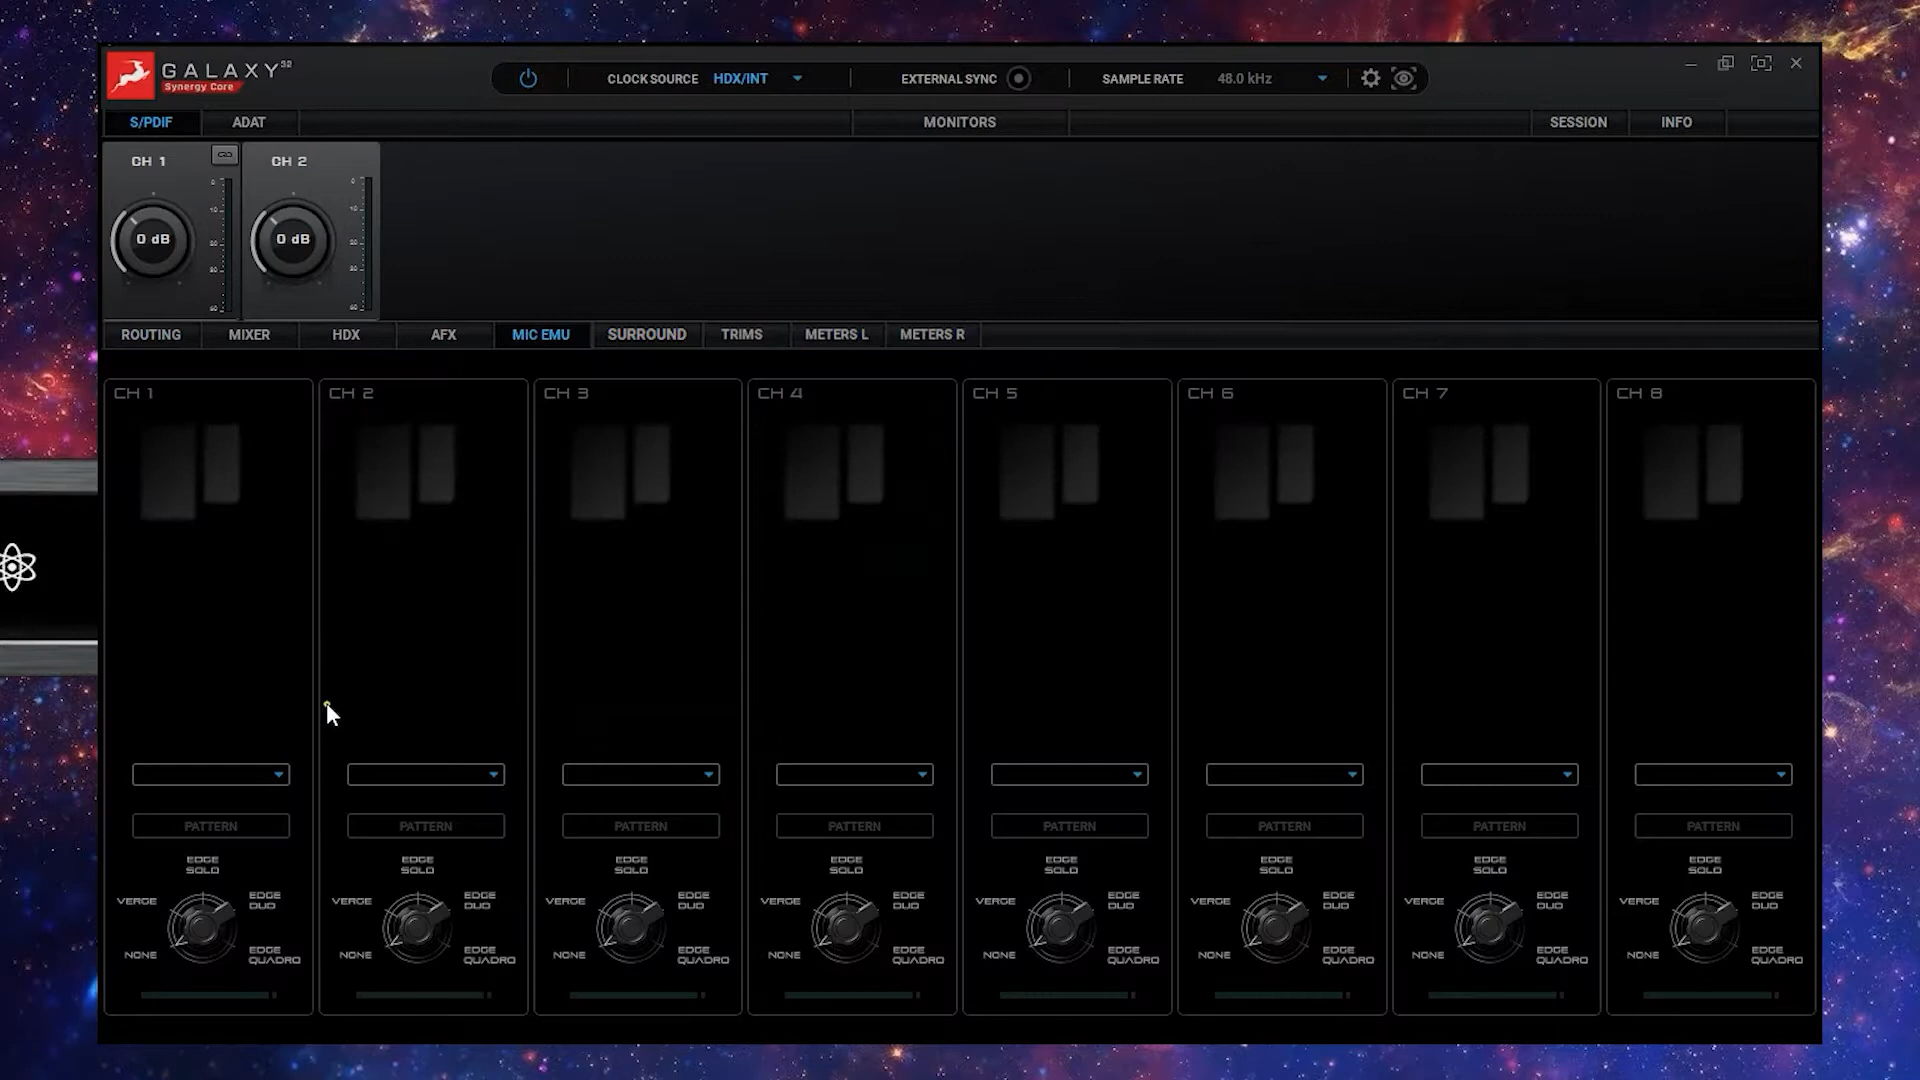 GALAXY 32
Synergy Core
CLOCK SOURCE HDX/INT
EXTERNAL SYNC
SAMPLE RATE 48.0 kHz
S/PDIF ADAT MONITORS SESSION INFO
CH 1 CH 2
0 dB 0 dB
ROUTING MIXER HDX AFX MIC EMU SURROUND TRIMS METERS L METERS R
CH 1 CH 2 CH 3 CH 4 CH 5 CH 6 CH 7 CH 8
PATTERN PATTERN PATTERN PATTERN PATTERN PATTERN PATTERN PATTERN
EDGE SOLO EDGE SOLO EDGE SOLO EDGE SOLO EDGE SOLO EDGE SOLO EDGE SOLO EDGE SOLO
VERGE EDGE DUO VERGE EDGE DUO VERGE EDGE DUO VERGE EDGE DUO VERGE EDGE DUO VERGE EDGE DUO VERGE EDGE DUO VERGE EDGE DUO
NONE EDGE QUADRO NONE EDGE QUADRO NONE EDGE QUADRO NONE EDGE QUADRO NONE EDGE QUADRO NONE EDGE QUADRO NONE EDGE QUADRO NONE EDGE QUADRO